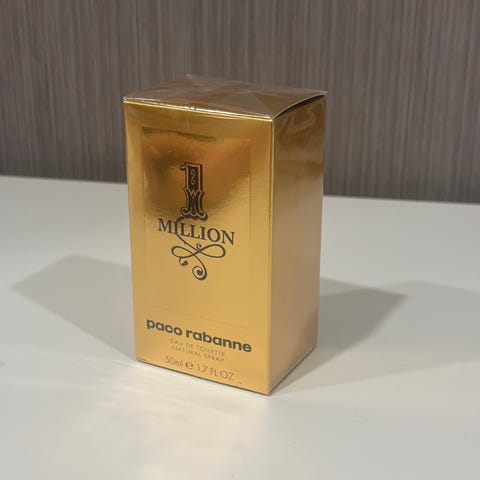 1
MILLION
paco rabanne
EAU DE TOILETTE
NATURAL SPRAY
50ml e 1.7 FL.OZ